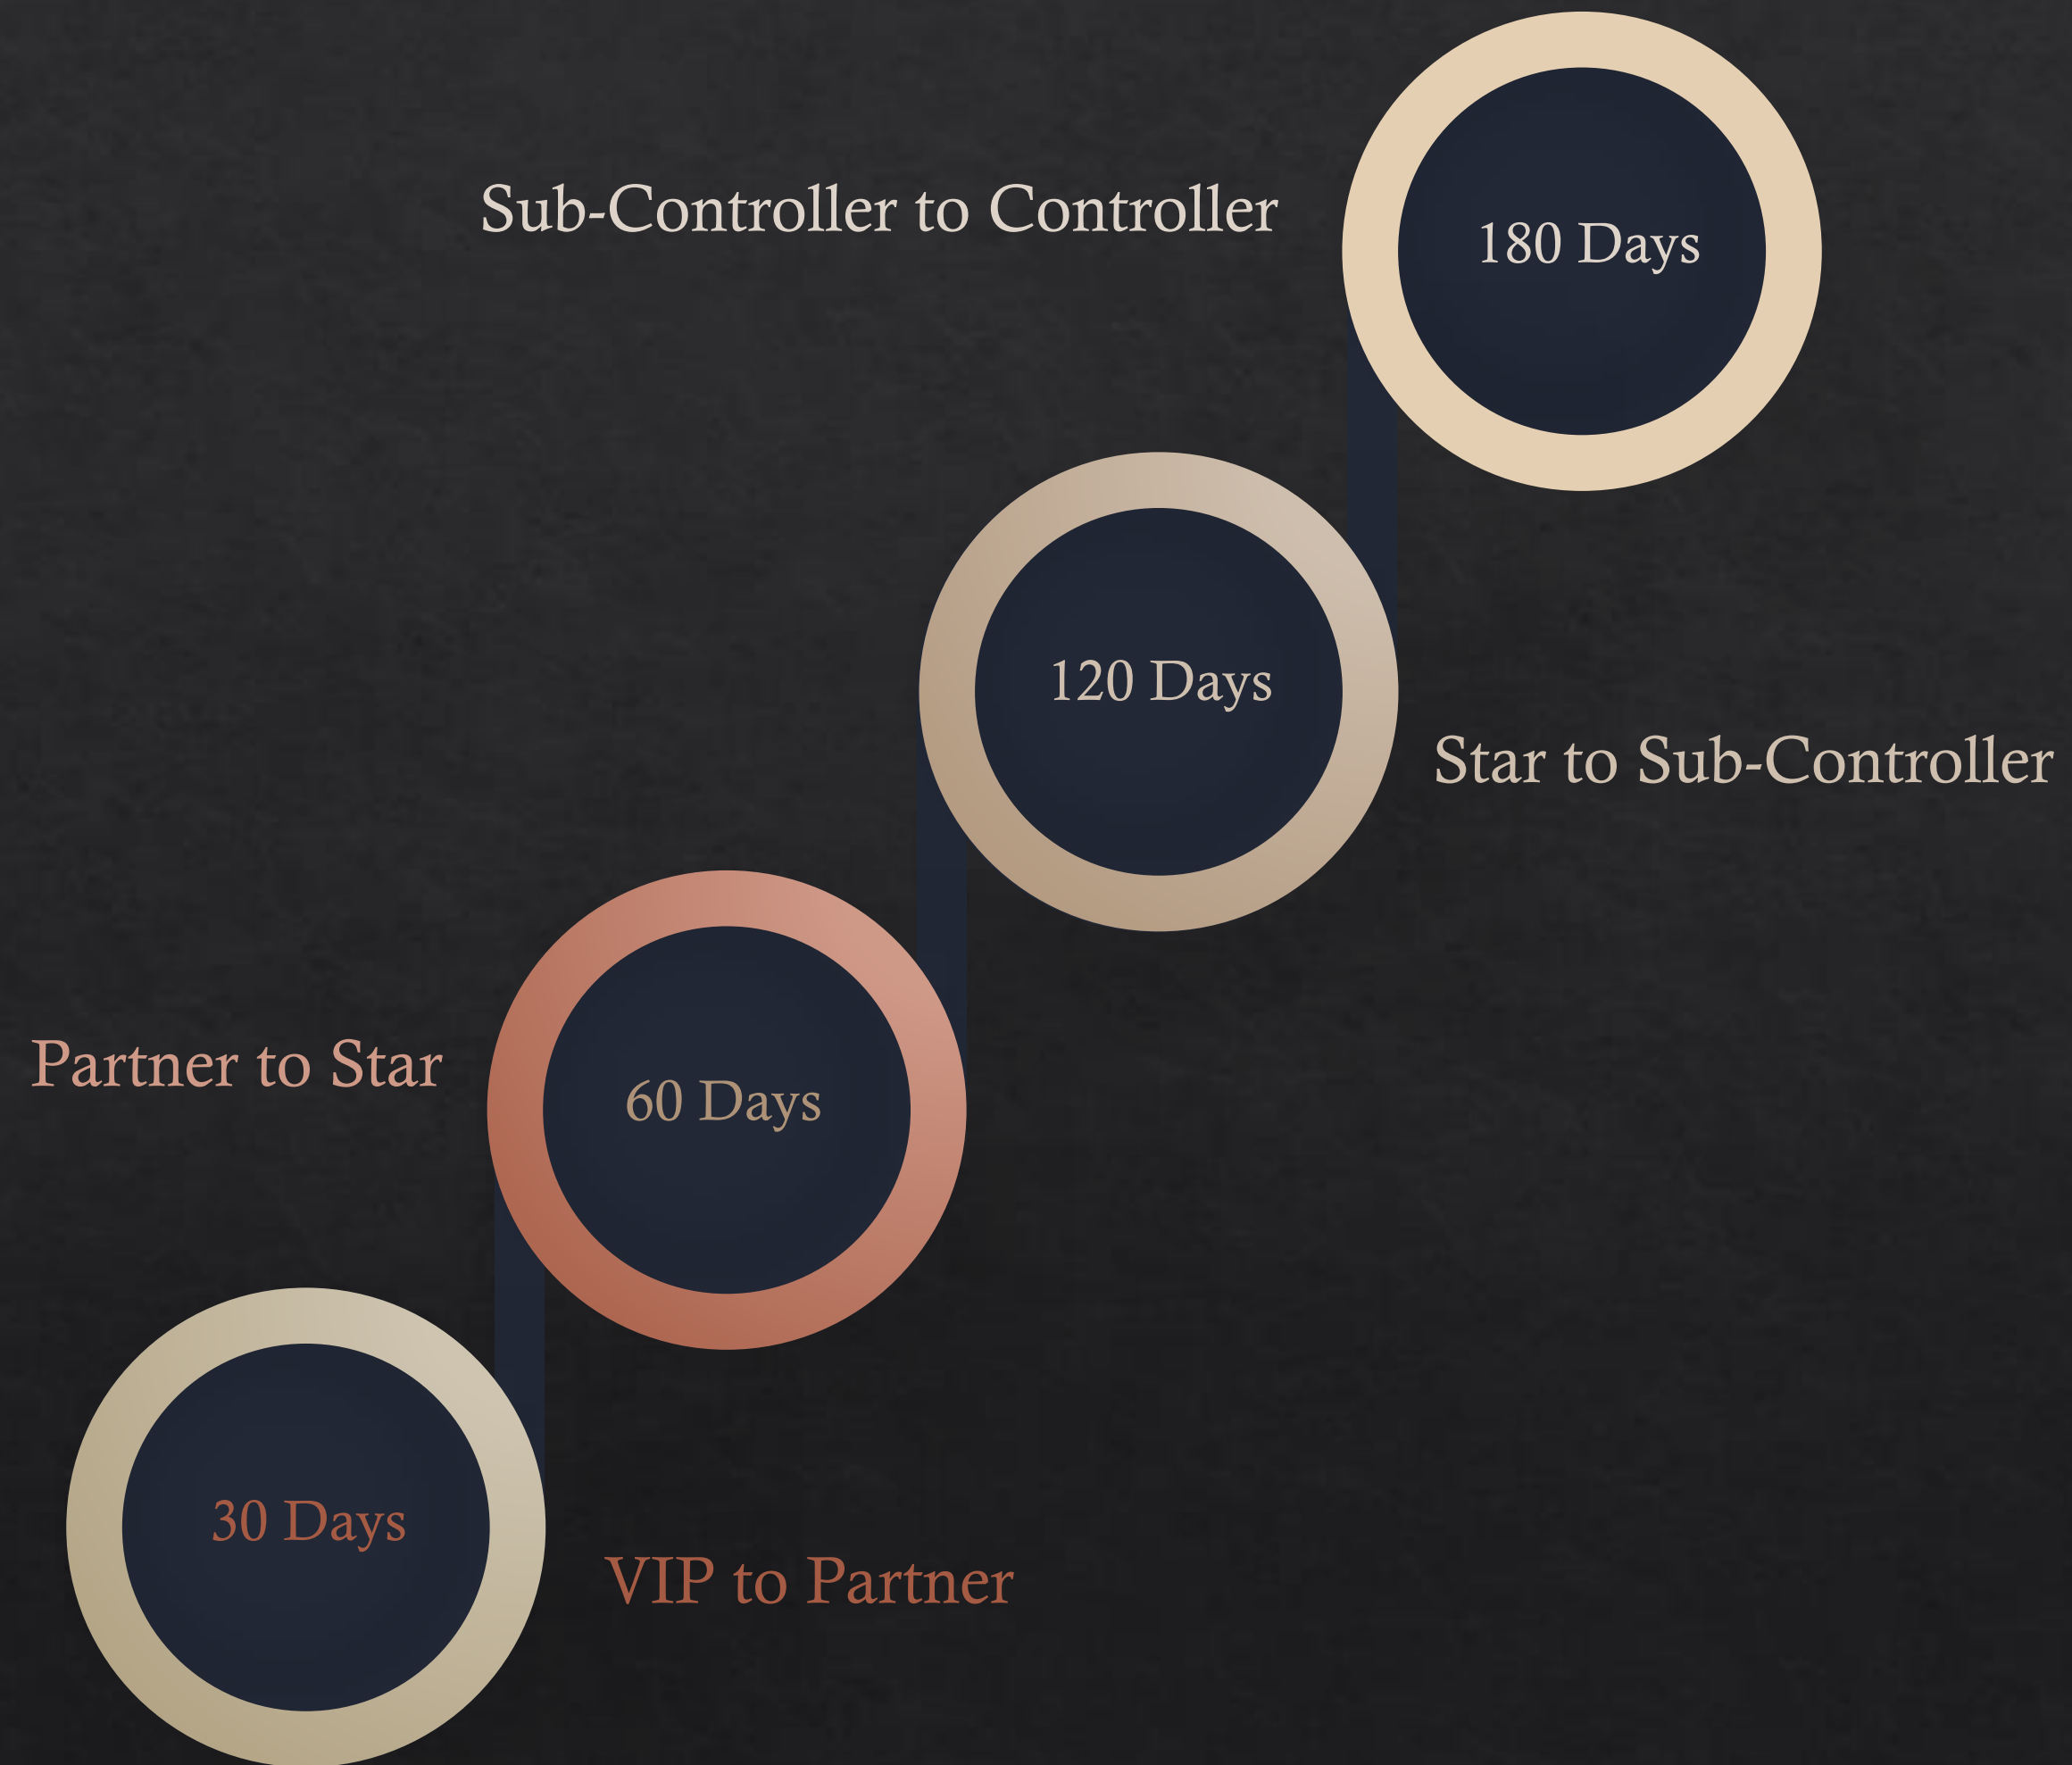 Sub-Controller to Controller
180 Days
120 Days
Star to Sub-Controller
Partner to Star
60 Days
30 Days
VIP to Partner